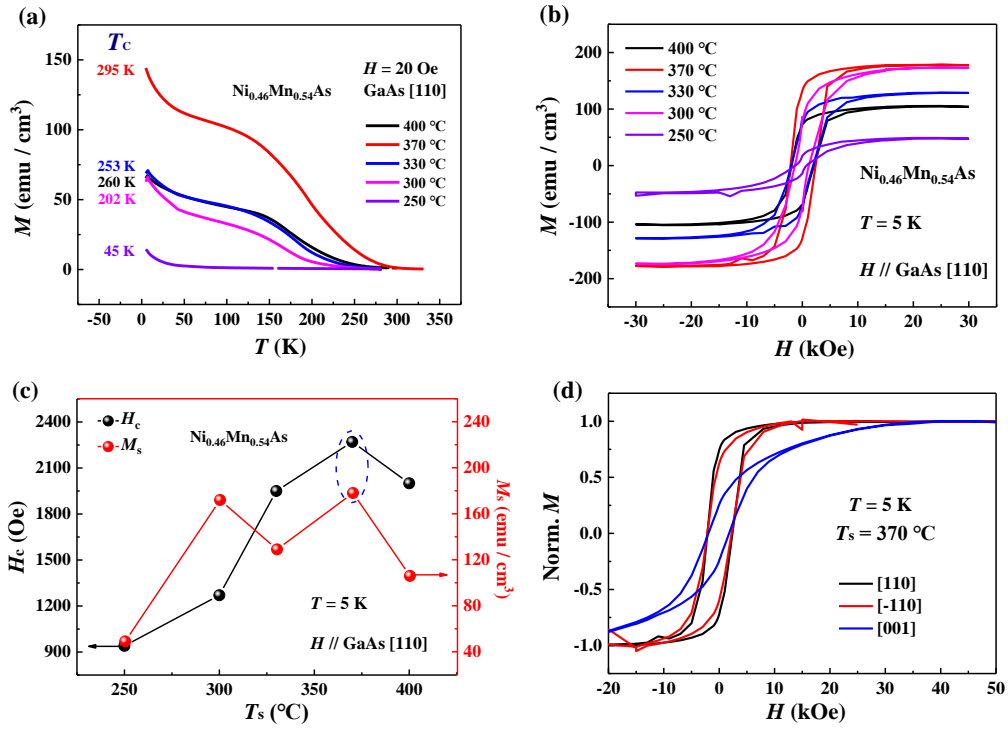 (a)
T_C
295 K
253 K
260 K
202 K
45 K
Ni0.46Mn0.54As
H = 20 Oe
GaAs [110]
400 °C
370 °C
330 °C
300 °C
250 °C
M (emu / cm³)
150
100
50
0
-50 0 50 100 150 200 250 300 350
T (K)
(b)
400 °C
370 °C
330 °C
300 °C
250 °C
Ni0.46Mn0.54As
T = 5 K
H // GaAs [110]
M (emu / cm³)
200
100
0
-100
-200
-30 -20 -10 0 10 20 30
H (kOe)
(c)
H_c
M_s
Ni0.46Mn0.54As
T = 5 K
H // GaAs [110]
H_c (Oe)
2400
2100
1800
1500
1200
900
M_s (emu / cm³)
240
200
160
120
80
40
250 300 350 400
T_s (°C)
(d)
T = 5 K
T_s = 370 °C
[110]
[-110]
[001]
Norm. M
1.0
0.5
0.0
-0.5
-1.0
-20 -10 0 10 20 30 40 50
H (kOe)